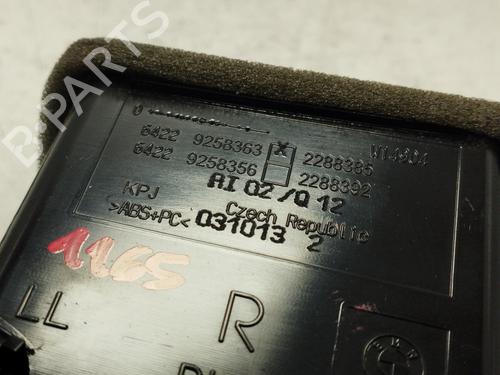 W14604
6422 9258363 X 2288385
6422 9258356 2288392
AI 02/Q 12
KPJ Czech Republic
>ABS+PC< 031013 2
1165
LL R
B-PARTS